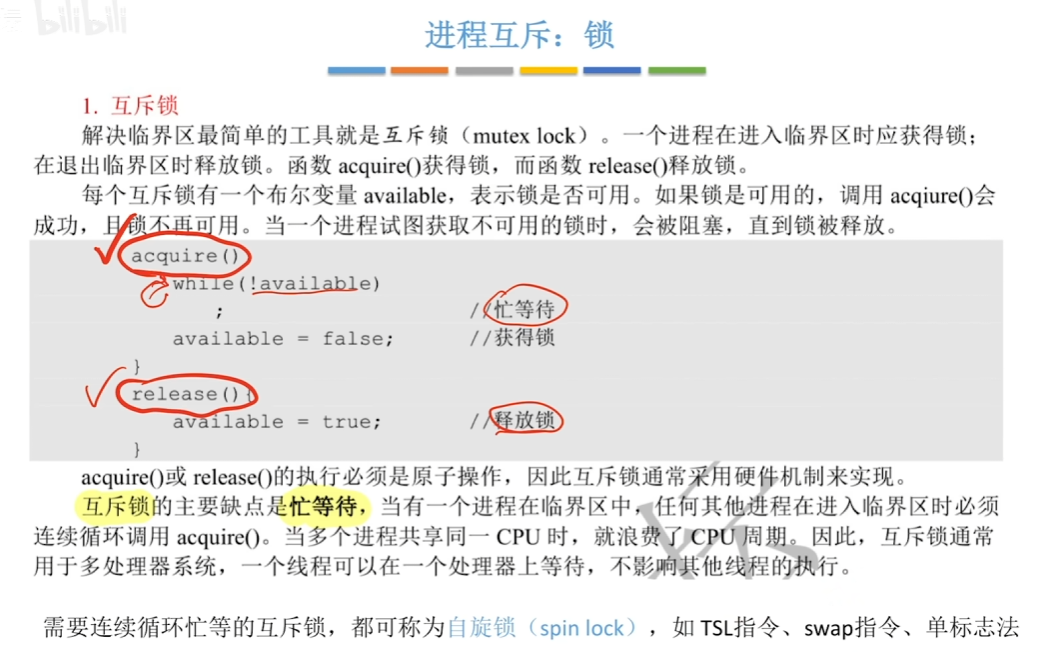 bilibili
进程互斥：锁
1. 互斥锁
解决临界区最简单的工具就是互斥锁（mutex lock）。一个进程在进入临界区时应获得锁；
在退出临界区时释放锁。函数 acquire()获得锁，而函数 release()释放锁。
每个互斥锁有一个布尔变量 available，表示锁是否可用。如果锁是可用的，调用 acqiure()会
成功，且锁不再可用。当一个进程试图获取不可用的锁时，会被阻塞，直到锁被释放。
acquire()
while(!available)
; //忙等待
available = false; //获得锁
}
release(){
available = true; //释放锁
}
acquire()或 release()的执行必须是原子操作，因此互斥锁通常采用硬件机制来实现。
互斥锁的主要缺点是忙等待，当有一个进程在临界区中，任何其他进程在进入临界区时必须
连续循环调用 acquire()。当多个进程共享同一 CPU 时，就浪费了 CPU 周期。因此，互斥锁通常
用于多处理器系统，一个线程可以在一个处理器上等待，不影响其他线程的执行。
需要连续循环忙等的互斥锁，都可称为自旋锁（spin lock），如 TSL指令、swap指令、单标志法